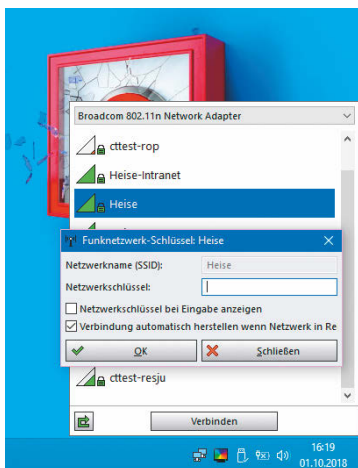 Broadcom 802.11n Network Adapter
cttest-rop
Heise-Intranet
Heise
Funknetzwerk-Schlüssel: Heise
Netzwerkname (SSID):
Heise
Netzwerkschlüssel:
Netzwerkschlüssel bei Eingabe anzeigen
Verbindung automatisch herstellen wenn Netzwerk in Re
OK
Schließen
cttest-resju
Verbinden
16:19
01.10.2018